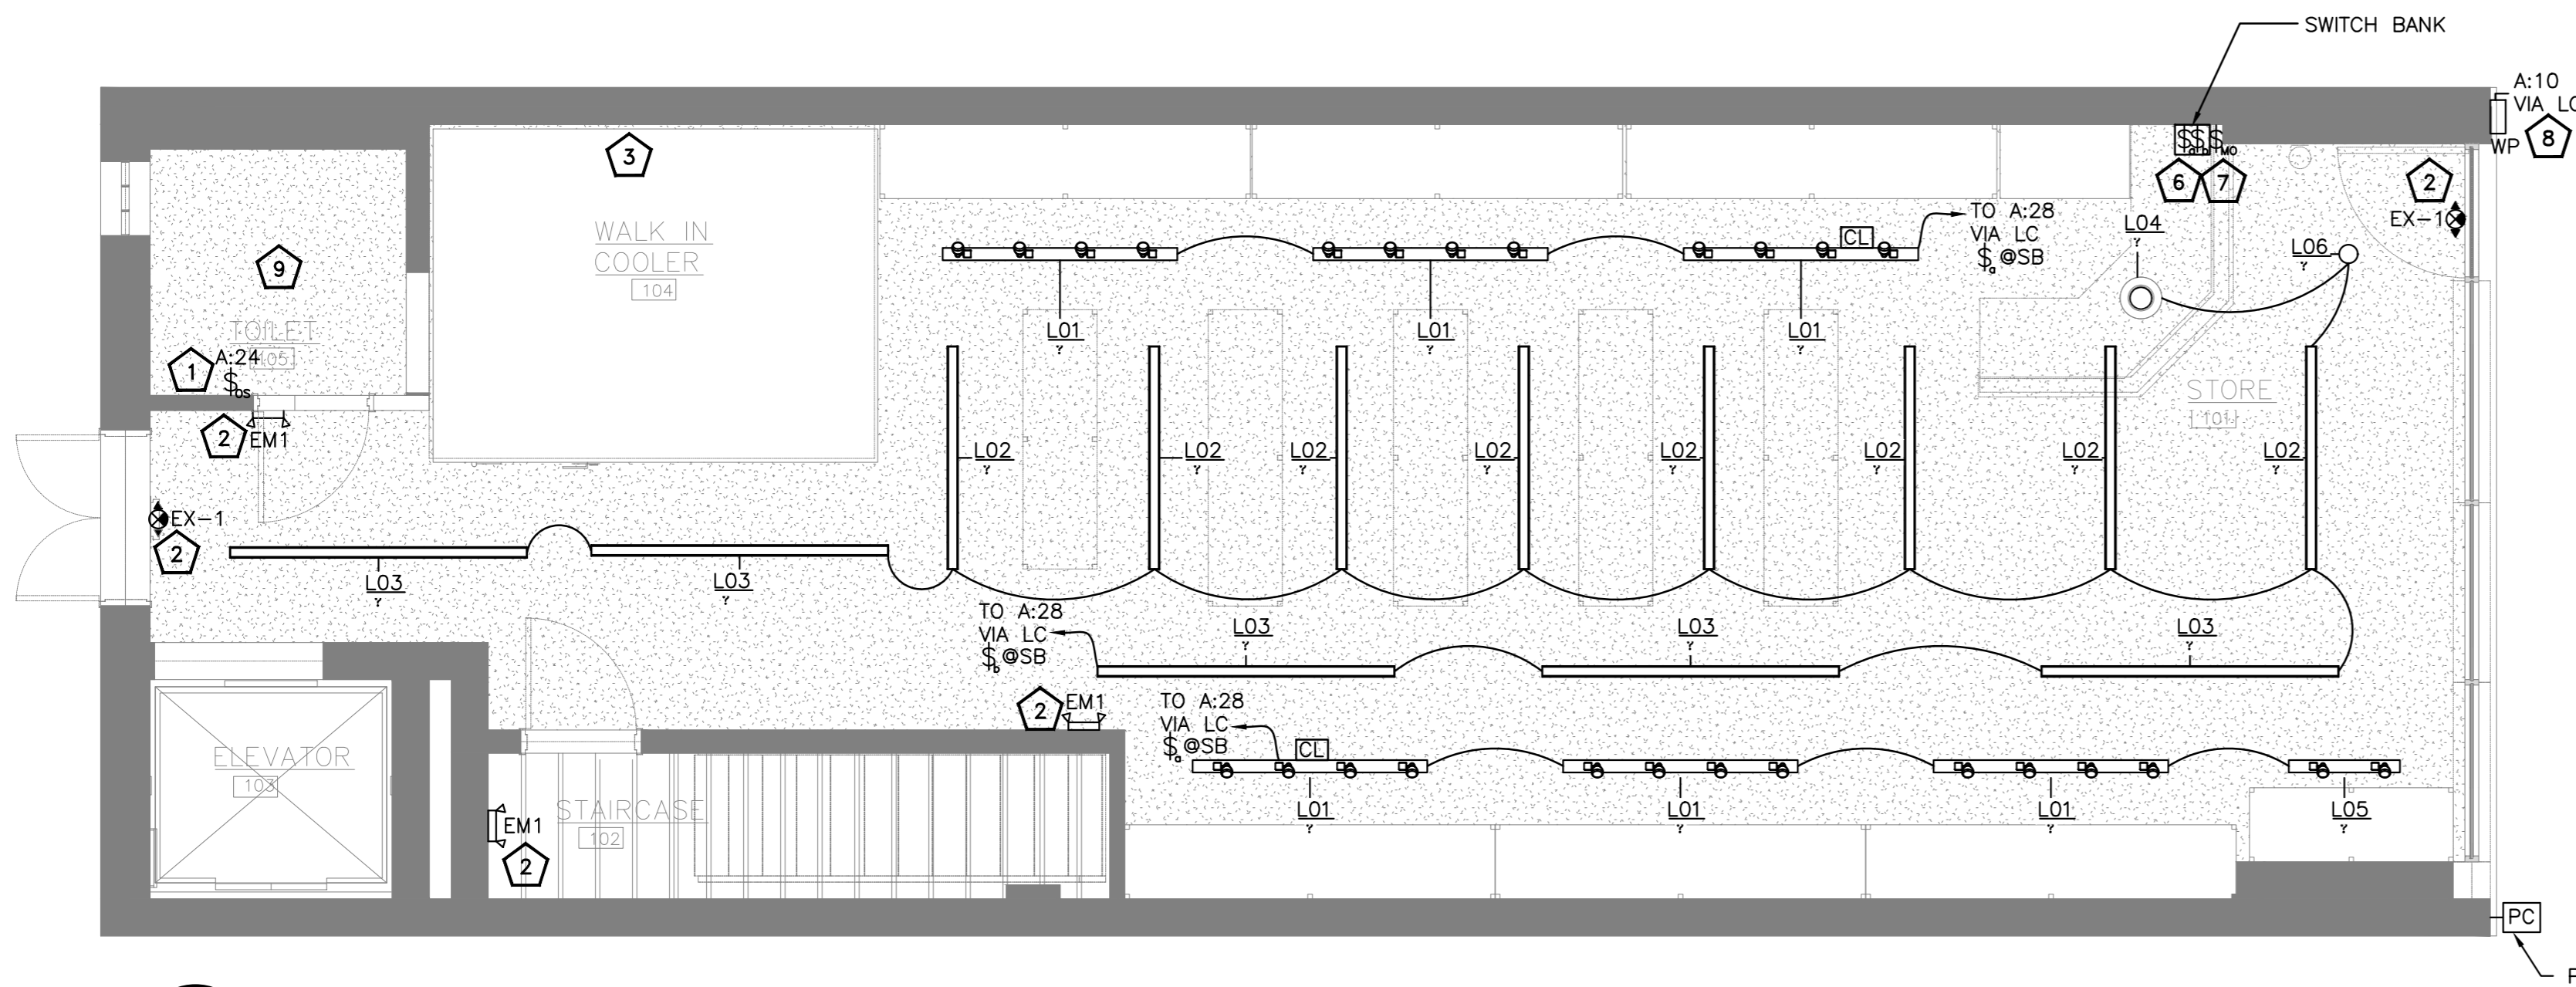 SWITCH BANK
A:10
VIA LC
WP
8
3
6
7
2
EX-1
$a
$MO
WALK IN
COOLER
104
9
TOILET
105
1
A:24
$OS
2
EM1
EX-1
2
CL
TO A:28
VIA LC
$a @SB
L04
L06
L01
L01
L01
STORE
101
L02
L02
L02
L02
L02
L02
L02
L02
L03
L03
TO A:28
VIA LC
$b @SB
L03
L03
L03
2
EM1
TO A:28
VIA LC
$a @SB
CL
ELEVATOR
103
STAIRCASE
102
EM1
2
L01
L01
L01
L05
PC